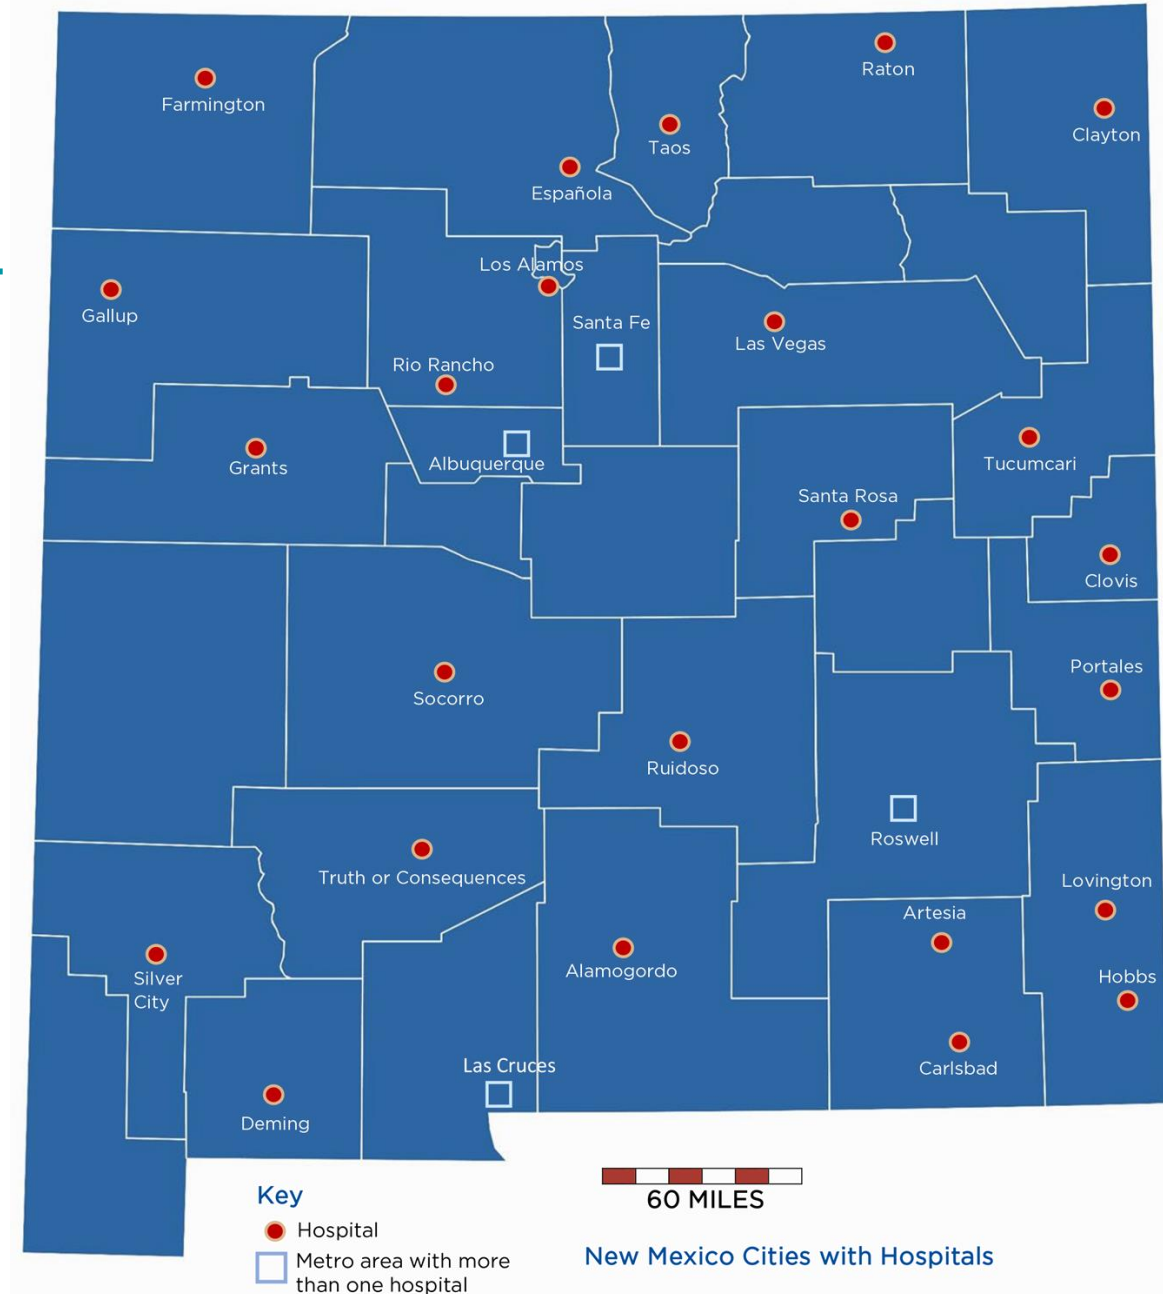 Raton
Farmington
Clayton
Taos
Española
Los Alamos
Gallup
Santa Fe
Las Vegas
Rio Rancho
Albuquerque
Grants
Tucumcari
Santa Rosa
Clovis
Portales
Socorro
Ruidoso
Roswell
Truth or Consequences
Lovington
Artesia
Alamogordo
Silver
City
Hobbs
Las Cruces
Carlsbad
Deming
60 MILES
Key
Hospital
Metro area with more
than one hospital
New Mexico Cities with Hospitals